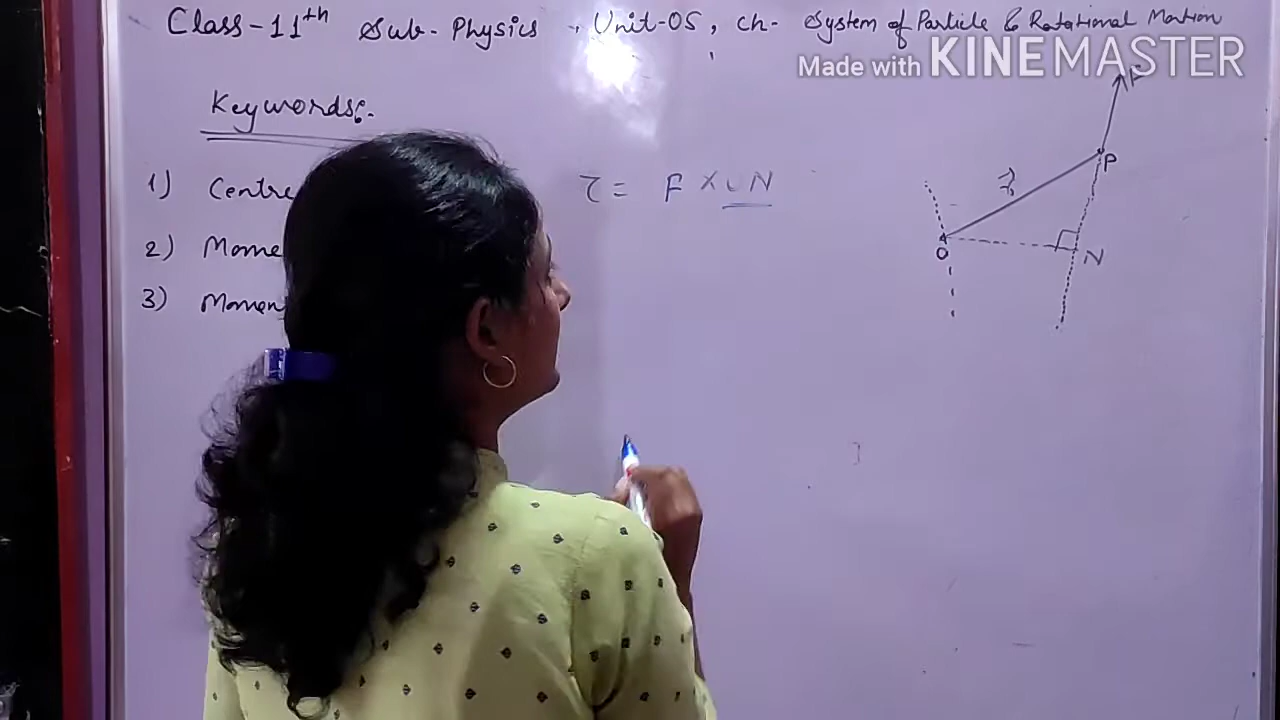 Class-11th Sub- Physics , Unit-05, Ch- System of Particle & Rotational Motion
Made with KINEMASTER
Keywords:-
1) Centre
2) Mome
3) Momen
τ = F × ON
F
P
r
O
N